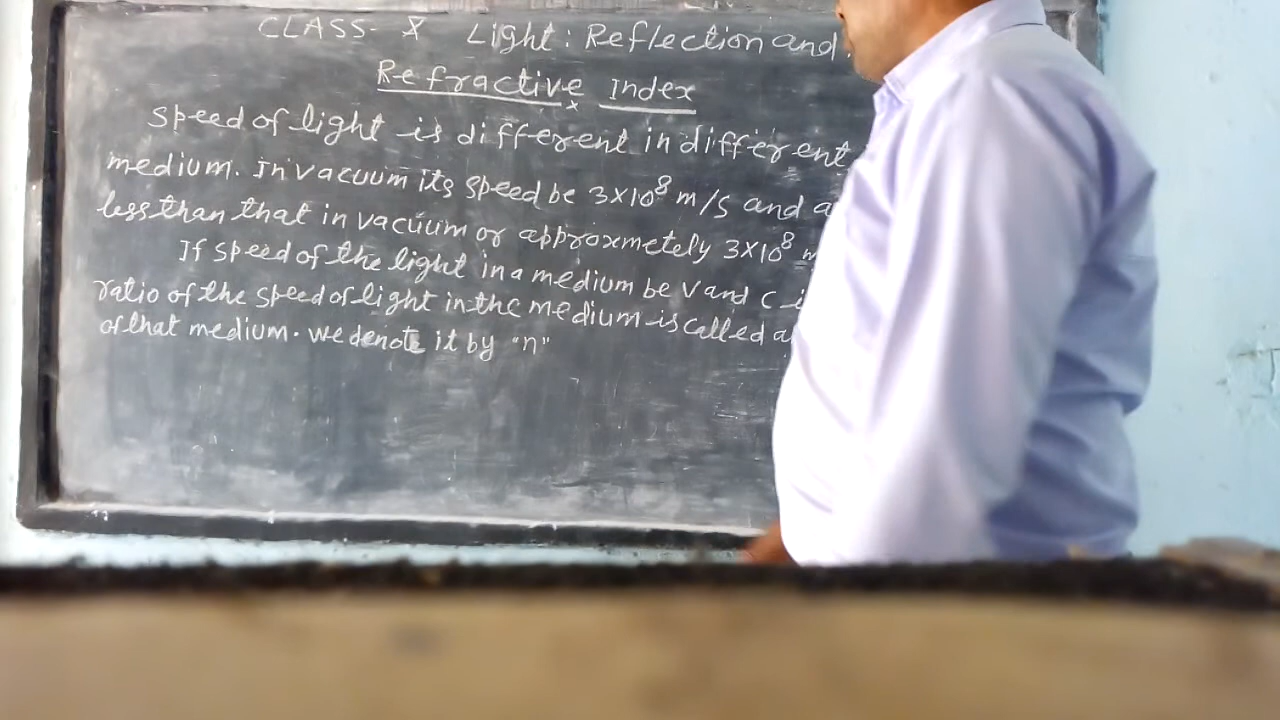 CLASS- X Light: Reflection and
Refractive Index
Speed of light is different in different
medium. In vacuum its speed be 3×10⁸ m/s and a
less than that in vacuum or approxmetely 3×10⁸ m
If speed of the light in a medium be V and C i
ratio of the speed of light in the medium is called a
of that medium. we denote it by "n"